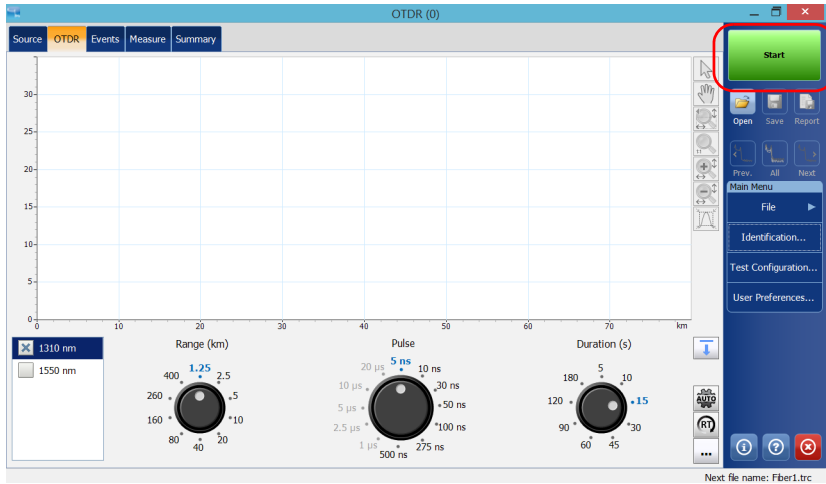 OTDR (0)
Source OTDR Events Measure Summary
Start
Open Save Report
Prev. All Next
Main Menu
File
Identification...
Test Configuration...
User Preferences...
30
25
20
15
10
5
0
0 10 20 30 40 50 60 70 km
1310 nm
1550 nm
Range (km)
1.25
400 2.5
260 5
160 10
80 40 20
Pulse
5 ns
20 µs 10 ns
10 µs 30 ns
5 µs 50 ns
2.5 µs 100 ns
1 µs 275 ns
500 ns
Duration (s)
5
180 10
120 15
90 30
60 45
AUTO
RT
...
Next file name: Fiber1.trc